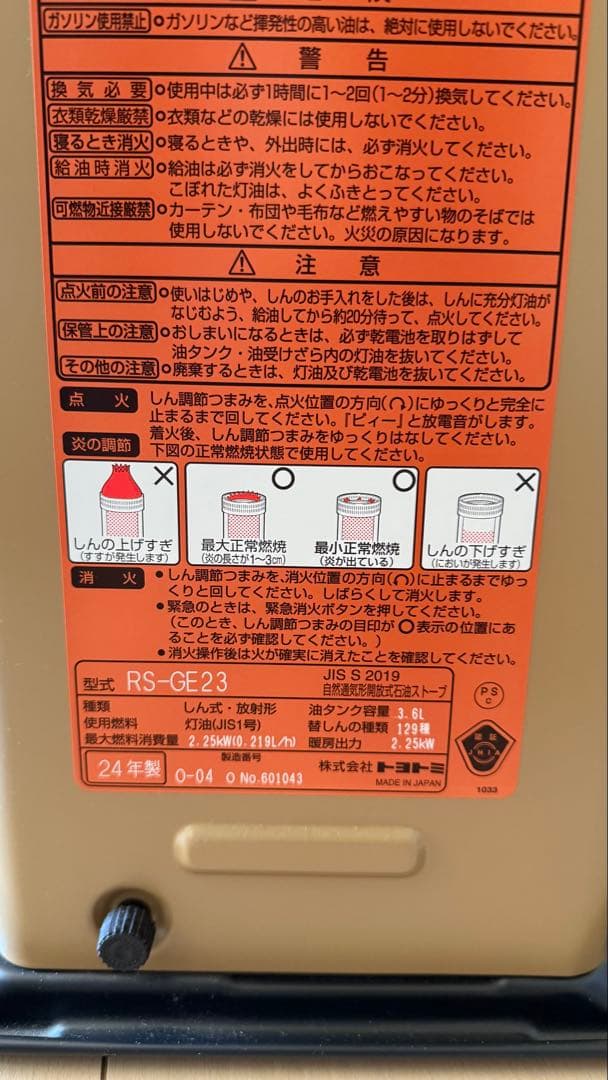 ガソリン使用禁止 ●ガソリンなど揮発性の高い油は、絶対に使用しないでください。
⚠ 警告
換気必要 ●使用中は必ず1時間に1〜2回(1〜2分)換気してください。
衣類乾燥厳禁 ●衣類などの乾燥には使用しないでください。
寝るとき消火 ●寝るときや、外出時には、必ず消火してください。
給油時消火 ●給油は必ず消火をしてからおこなってください。
こぼれた灯油は、よくふきとってください。
可燃物近接厳禁 ●カーテン・布団や毛布など燃えやすい物のそばでは
使用しないでください。火災の原因になります。
⚠ 注意
点火前の注意 ●使いはじめや、しんのお手入れをした後は、しんに充分灯油が
なじむよう、給油してから約20分待って、点火してください。
保管上の注意 ●おしまいになるときは、必ず乾電池を取りはずして
油タンク・油受けざら内の灯油を抜いてください。
その他の注意 ●廃棄するときは、灯油及び乾電池を抜いてください。
点火 しん調節つまみを、点火位置の方向(↷)にゆっくりと完全に
止まるまで回してください。『ビィー』と放電音がします。
着火後、しん調節つまみをゆっくりはなしてください。
炎の調節 下図の正常燃焼状態で使用してください。
× ○ ○ ×
しんの上げすぎ 最大正常燃焼 最小正常燃焼 しんの下げすぎ
(すすが発生します) (炎の長さが1〜3cm) (炎が出ている) (においが発生します)
消火 ●しん調節つまみを、消火位置の方向(↶)に止まるまでゆっ
くりと回してください。しばらくして消火します。
●緊急のときは、緊急消火ボタンを押してください。
(このとき、しん調節つまみの目印が○表示の位置にあ
ることを必ず確認してください。)
●消火操作後は火が確実に消えたことを確認してください。
型式 RS-GE23 JIS S 2019
自然通気形開放式石油ストーブ
PS
C
種類 しん式・放射形 油タンク容量 3.6L
使用燃料 灯油(JIS1号) 替しんの種類 129種
最大燃料消費量 2.25kW(0.219L/h) 暖房出力 2.25kW
認証
JHIA
1033
24年製 製造番号 O-04 O No.601043 株式会社トヨトミ
MADE IN JAPAN